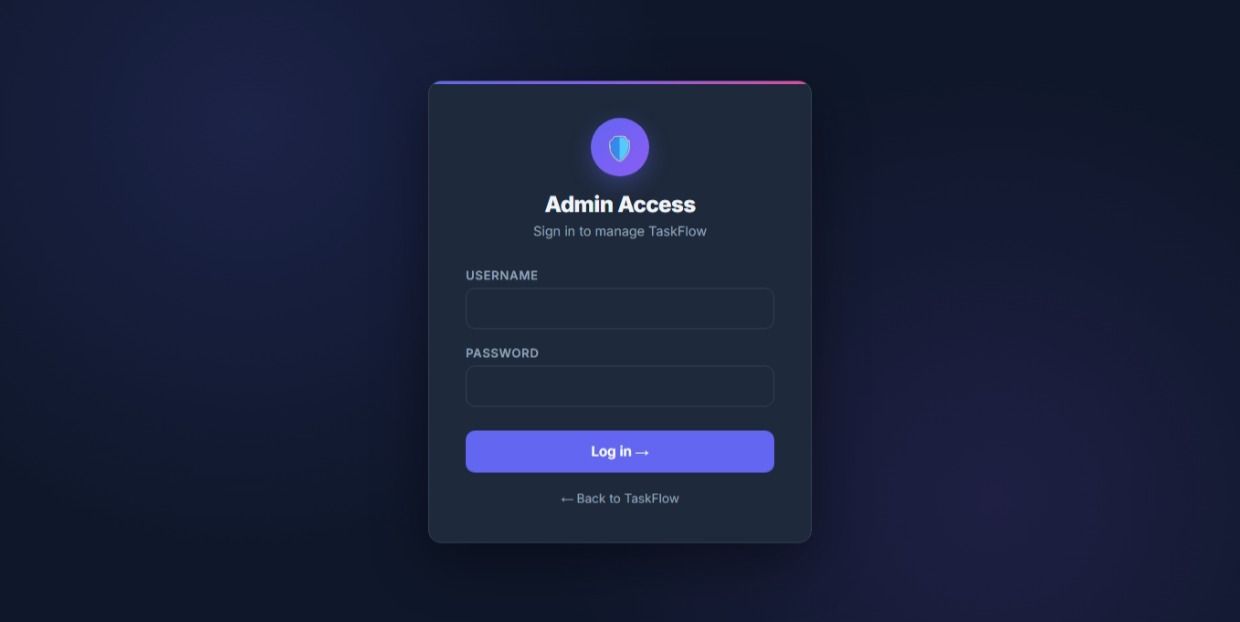 Admin Access
Sign in to manage TaskFlow
USERNAME
PASSWORD
Log in →
← Back to TaskFlow